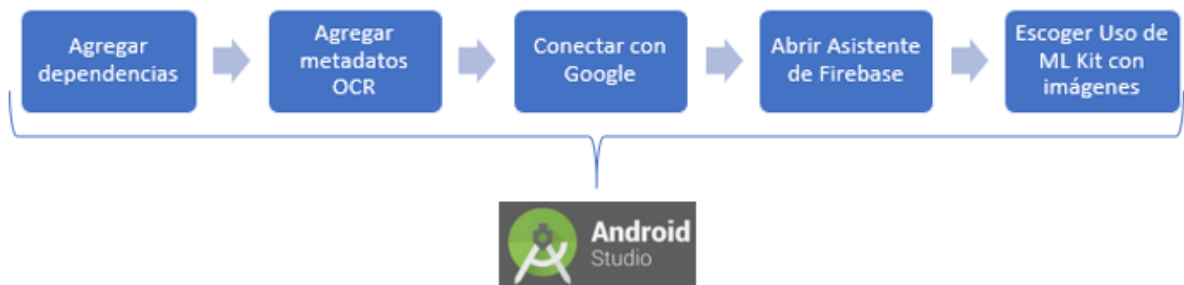 Agregar
dependencias
Agregar
metadatos
OCR
Conectar con
Google
Abrir Asistente
de Firebase
Escoger Uso de
ML Kit con
imágenes
Android
Studio